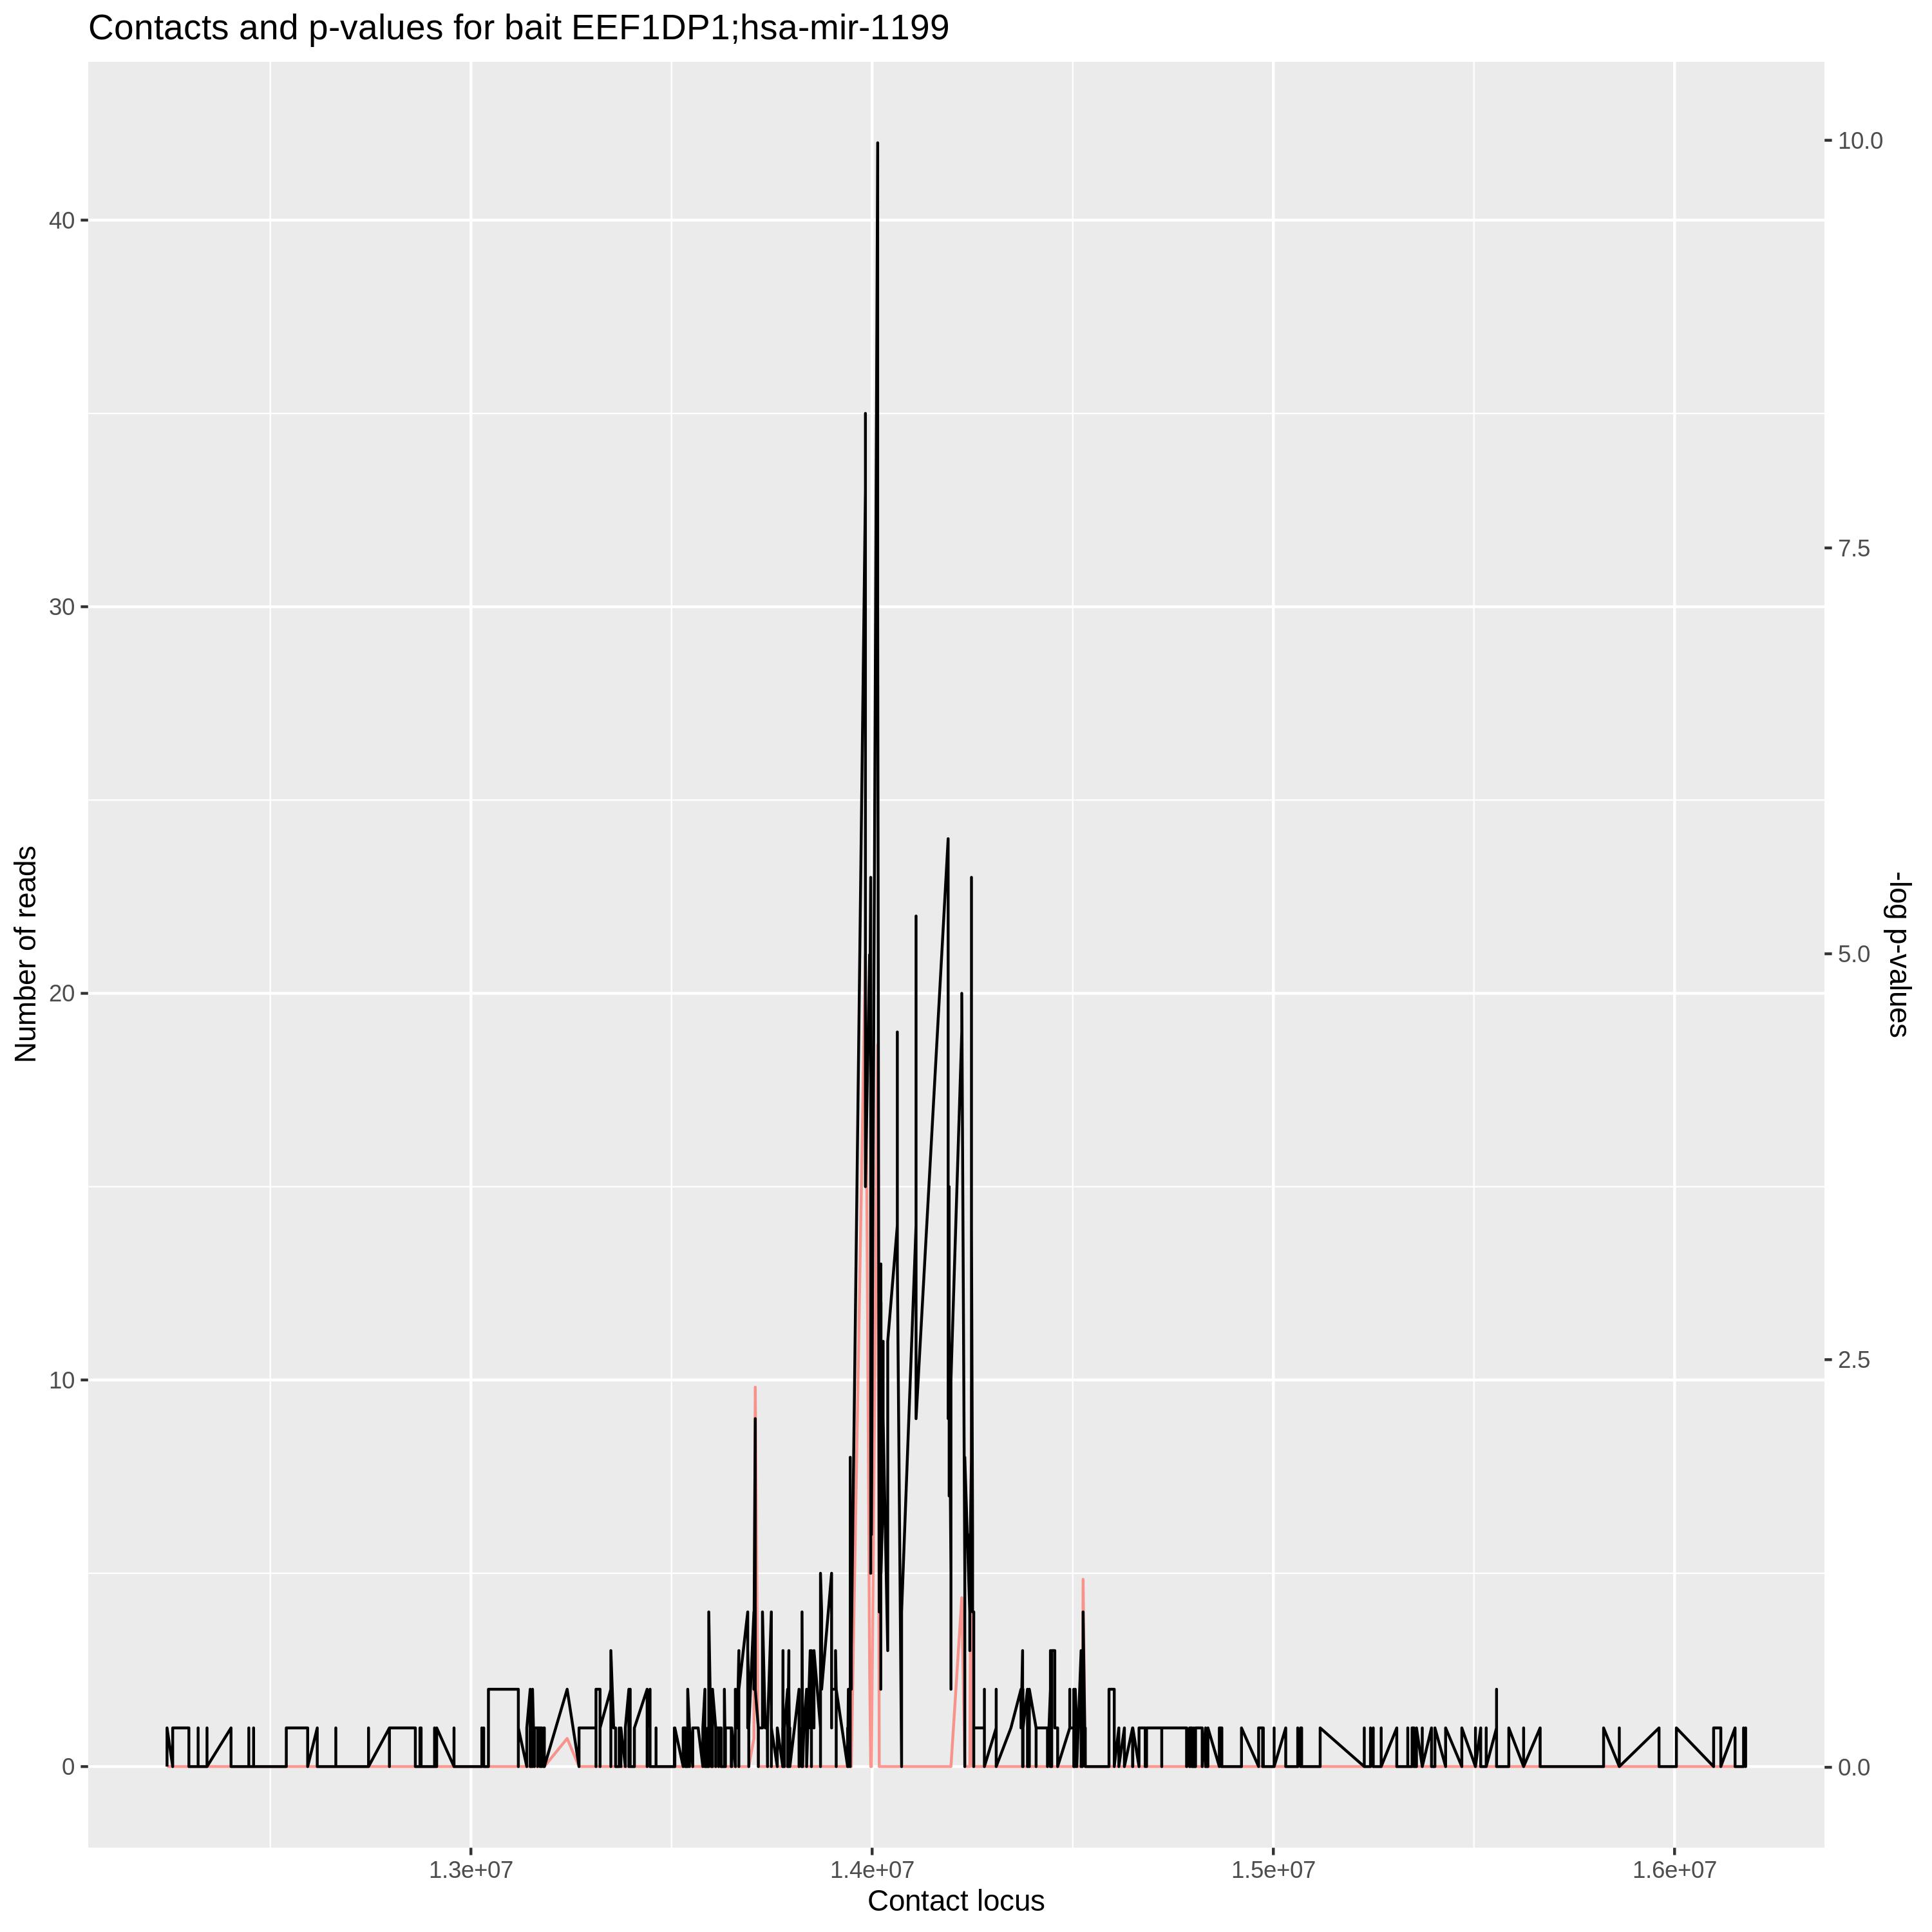 Contacts and p-values for bait EEF1DP1;hsa-mir-1199
40
30
20
10
0
Number of reads
10.0
7.5
5.0
2.5
0.0
-log p-values
1.3e+07 1.4e+07 1.5e+07 1.6e+07
Contact locus